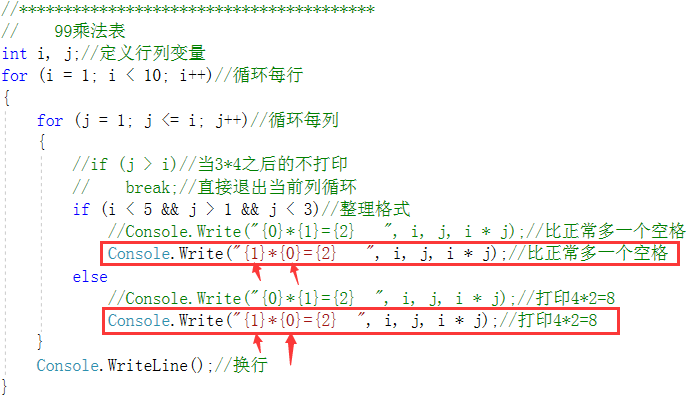 //****************************************
//    99乘法表
int i, j;//定义行列变量
for (i = 1; i < 10; i++)//循环每行
{
    for (j = 1; j <= i; j++)//循环每列
    {
        //if (j > i)//当3*4之后的不打印
        //    break;//直接退出当前列循环
        if (i < 5 && j > 1 && j < 3)//整理格式
            //Console.Write("{0}*{1}={2}   ", i, j, i * j);//比正常多一个空格
            Console.Write("{1}*{0}={2}   ", i, j, i * j);//比正常多一个空格
        else
            //Console.Write("{0}*{1}={2}  ", i, j, i * j);//打印4*2=8
            Console.Write("{1}*{0}={2}  ", i, j, i * j);//打印4*2=8
    }
    Console.WriteLine();//换行
}